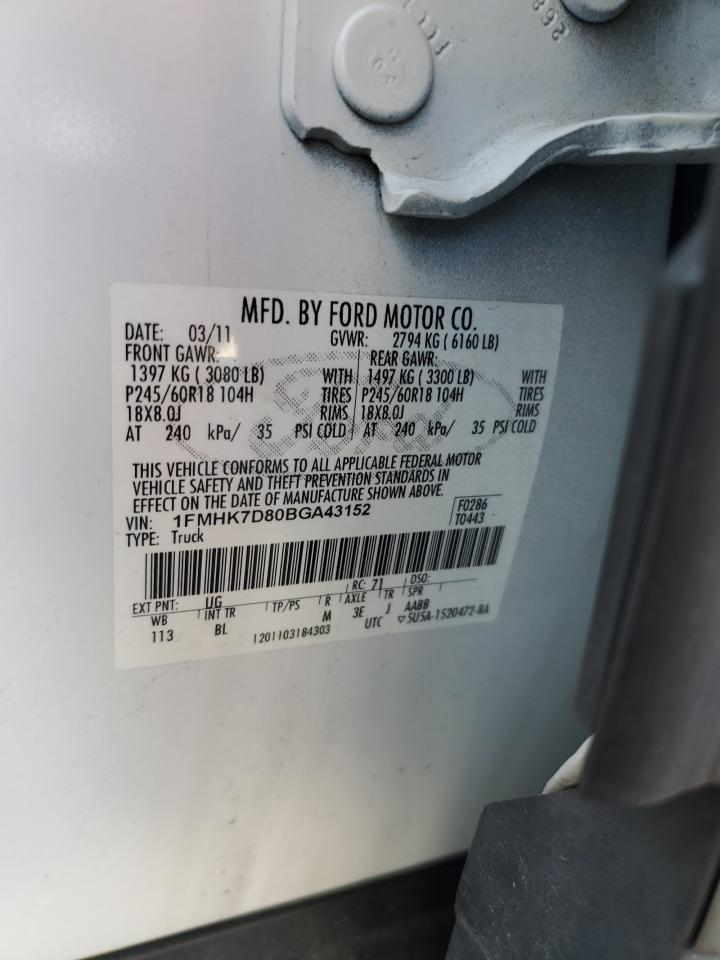 MFD. BY FORD MOTOR CO.
DATE: 03/11 GVWR: 2794 KG ( 6160 LB)
FRONT GAWR: REAR GAWR:
1397 KG ( 3080 LB) WITH 1497 KG ( 3300 LB) WITH
P245/60R18 104H TIRES P245/60R18 104H TIRES
18X8.0J RIMS 18X8.0J RIMS
AT 240 kPa/ 35 PSI COLD AT 240 kPa/ 35 PSI COLD
Ford
THIS VEHICLE CONFORMS TO ALL APPLICABLE FEDERAL MOTOR
VEHICLE SAFETY AND THEFT PREVENTION STANDARDS IN
EFFECT ON THE DATE OF MANUFACTURE SHOWN ABOVE.
VIN: 1FMHK7D80BGA43152 F0286
TYPE: Truck T0443
EXT PNT: UG RC: 71 DSO:
WB INT TR TP/PS R AXLE TR SPR
113 BL M 3E J AABB
1201103184303 UTC ▽5U5A-1520472-BA